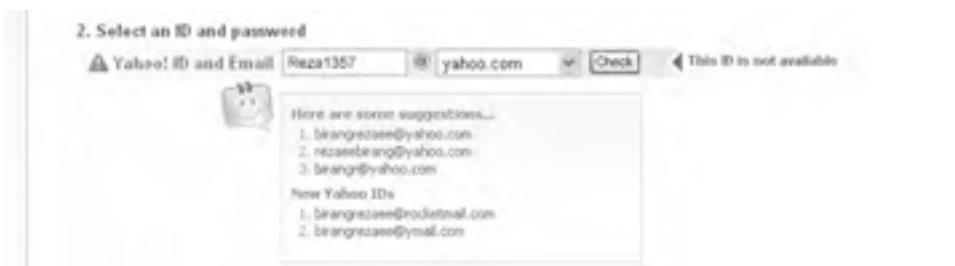 2. Select an ID and password
Yahoo! ID and Email Reza1357 @ yahoo.com Check This ID is not available
Here are some suggestions...
1. birangrezaee@yahoo.com
2. rezaeebirang@yahoo.com
3. birangr@yahoo.com
New Yahoo IDs
1. birangrezaee@rocketmail.com
2. birangrezaee@ymail.com